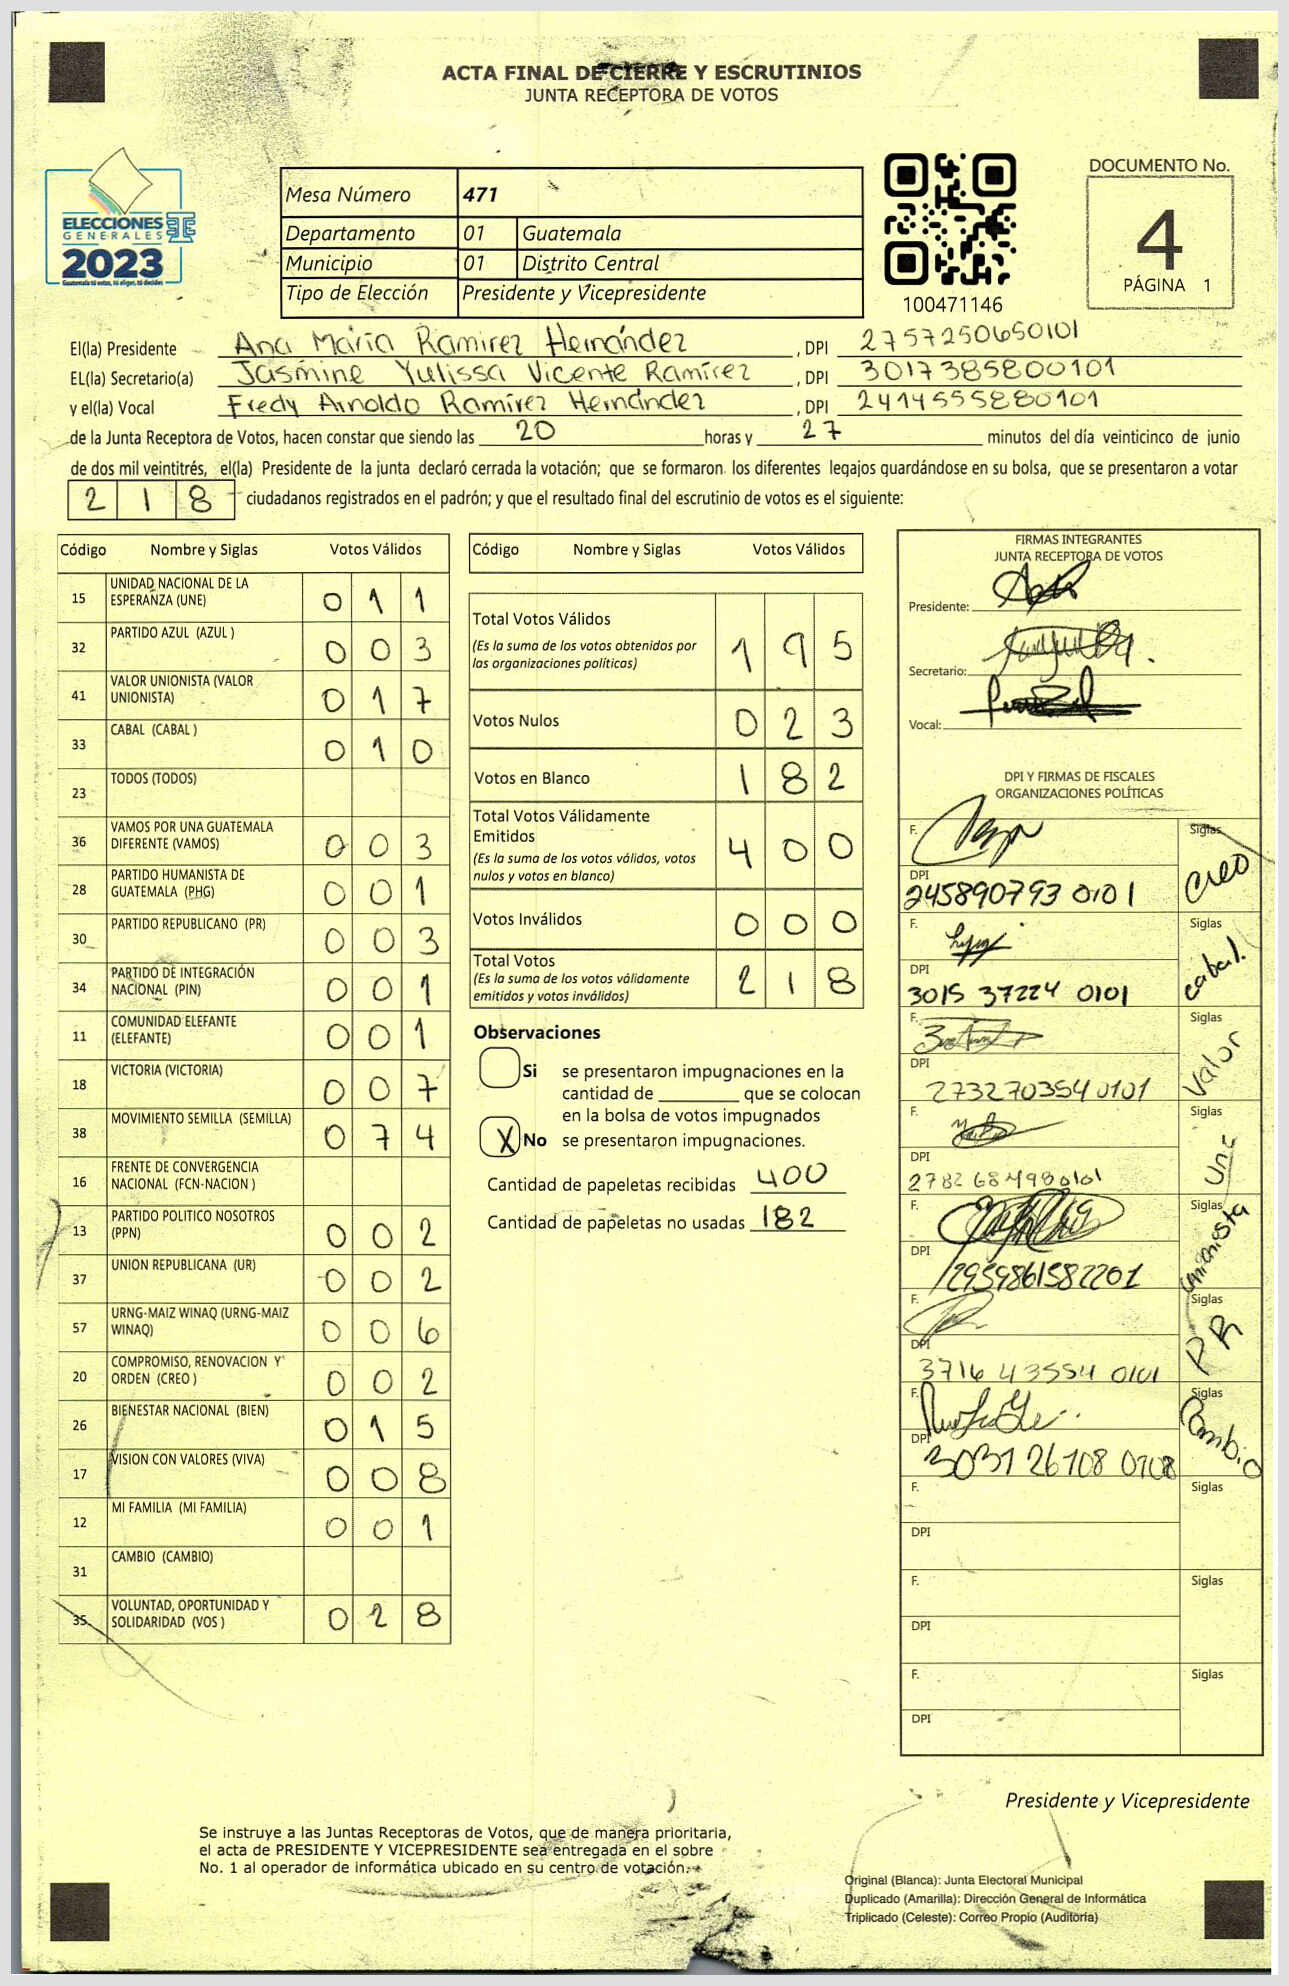 ACTA FINAL DE CIERRE Y ESCRUTINIOS
JUNTA RECEPTORA DE VOTOS
ELECCIONES
GENERALES
2023
Guatemala tú votas, tú eliges, tú decides
Mesa Número 471
Departamento 01 Guatemala
Municipio 01 Distrito Central
Tipo de Elección Presidente y Vicepresidente
100471146
DOCUMENTO No.
4
PÁGINA 1
El(la) Presidente Ana María Ramirez Hernández, DPI 2757250650101
EL(la) Secretario(a) Jasmine Yulissa Vicente Ramírez, DPI 3017385800101
y el(la) Vocal Fredy Arnoldo Ramírez Hernández, DPI 2414555880101
de la Junta Receptora de Votos, hacen constar que siendo las 20 horas y 27 minutos del día veinticinco de junio
de dos mil veintitrés, el(la) Presidente de la junta declaró cerrada la votación; que se formaron los diferentes legajos guardándose en su bolsa, que se presentaron a votar
218 ciudadanos registrados en el padrón; y que el resultado final del escrutinio de votos es el siguiente:
Código Nombre y Siglas Votos Válidos
15 UNIDAD NACIONAL DE LA ESPERANZA (UNE) 0 1 1
32 PARTIDO AZUL (AZUL ) 0 0 3
41 VALOR UNIONISTA (VALOR UNIONISTA) 0 1 7
33 CABAL (CABAL ) 0 1 0
23 TODOS (TODOS)
36 VAMOS POR UNA GUATEMALA DIFERENTE (VAMOS) 0 0 3
28 PARTIDO HUMANISTA DE GUATEMALA (PHG) 0 0 1
30 PARTIDO REPUBLICANO (PR) 0 0 3
34 PARTIDO DE INTEGRACIÓN NACIONAL (PIN) 0 0 1
11 COMUNIDAD ELEFANTE (ELEFANTE) 0 0 1
18 VICTORIA (VICTORIA) 0 0 7
38 MOVIMIENTO SEMILLA (SEMILLA) 0 7 4
16 FRENTE DE CONVERGENCIA NACIONAL (FCN-NACION )
13 PARTIDO POLITICO NOSOTROS (PPN) 0 0 2
37 UNION REPUBLICANA (UR) 0 0 2
57 URNG-MAIZ WINAQ (URNG-MAIZ WINAQ) 0 0 6
20 COMPROMISO, RENOVACION Y ORDEN (CREO ) 0 0 2
26 BIENESTAR NACIONAL (BIEN) 0 1 5
17 VISION CON VALORES (VIVA) 0 0 8
12 MI FAMILIA (MI FAMILIA) 0 0 1
31 CAMBIO (CAMBIO)
35 VOLUNTAD, OPORTUNIDAD Y SOLIDARIDAD (VOS ) 0 2 8
Código Nombre y Siglas Votos Válidos
Total Votos Válidos 1 9 5
(Es la suma de los votos obtenidos por
las organizaciones políticas)
Votos Nulos 0 2 3
Votos en Blanco 1 8 2
Total Votos Válidamente
Emitidos 4 0 0
(Es la suma de los votos válidos, votos
nulos y votos en blanco)
Votos Inválidos 0 0 0
Total Votos 2 1 8
(Es la suma de los votos válidamente
emitidos y votos inválidos)
Observaciones
Si se presentaron impugnaciones en la
cantidad de ________ que se colocan
en la bolsa de votos impugnados
X No se presentaron impugnaciones.
Cantidad de papeletas recibidas 400
Cantidad de papeletas no usadas 182
FIRMAS INTEGRANTES
JUNTA RECEPTORA DE VOTOS
Presidente:
Secretario:
Vocal:
DPI Y FIRMAS DE FISCALES
ORGANIZACIONES POLÍTICAS
F. Siglas Creo
DPI 245890793 0101
F. Siglas Cabal.
DPI 3015 37224 0101
F. Siglas Valor
DPI 273270354 0101
F. Siglas Une
DPI 2782 68498 0101
F. Siglas Unionista
DPI 2959861582201
F. Siglas PR
DPI 3716 43554 0101
F. Siglas Cambio
DPI 3031 26708 0108
F. Siglas
DPI
F. Siglas
DPI
F. Siglas
DPI
Presidente y Vicepresidente
Se instruye a las Juntas Receptoras de Votos, que de manera prioritaria,
el acta de PRESIDENTE Y VICEPRESIDENTE sea entregada en el sobre
No. 1 al operador de informática ubicado en su centro de votación.
Original (Blanca): Junta Electoral Municipal
Duplicado (Amarilla): Dirección General de Informática
Triplicado (Celeste): Correo Propio (Auditoría)